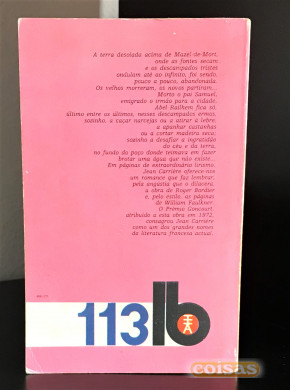 A terra desolada acima de Mazel-de-Mort,
onde as fontes secam
e os descampados tristes
ondulam até ao infinito, foi sendo,
pouco a pouco, abandonada.
Os velhos morreram, os novos partiram...
Morto o pai Samuel,
emigrado o irmão para a cidade,
Abel Reilhan fica só,
último entre os últimos, nesses descampados ermos,
sozinho, a caçar narcejas ou a atirar à lebre,
a apanhar castanhas
ou a cortar madeira seca;
sozinho a desafiar a ingratidão
do céu e da terra,
no fundo do poço donde teimava em fazer
brotar uma água que não existe...
Em páginas de extraordinário lirismo,
Jean Carrière oferece-nos
um romance que faz lembrar,
pela angústia que o dilacera,
a obra de Roger Bordier
e, pelo estilo, as páginas
de William Faulkner.
O Prémio Goncourt,
atribuído a esta obra em 1972,
consagrou Jean Carrière
como um dos grandes nomes
da literatura francesa actual.
113 lb
coisas